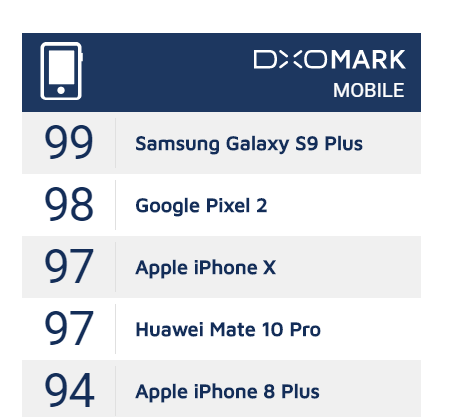 DXOMARK
MOBILE
99 Samsung Galaxy S9 Plus
98 Google Pixel 2
97 Apple iPhone X
97 Huawei Mate 10 Pro
94 Apple iPhone 8 Plus